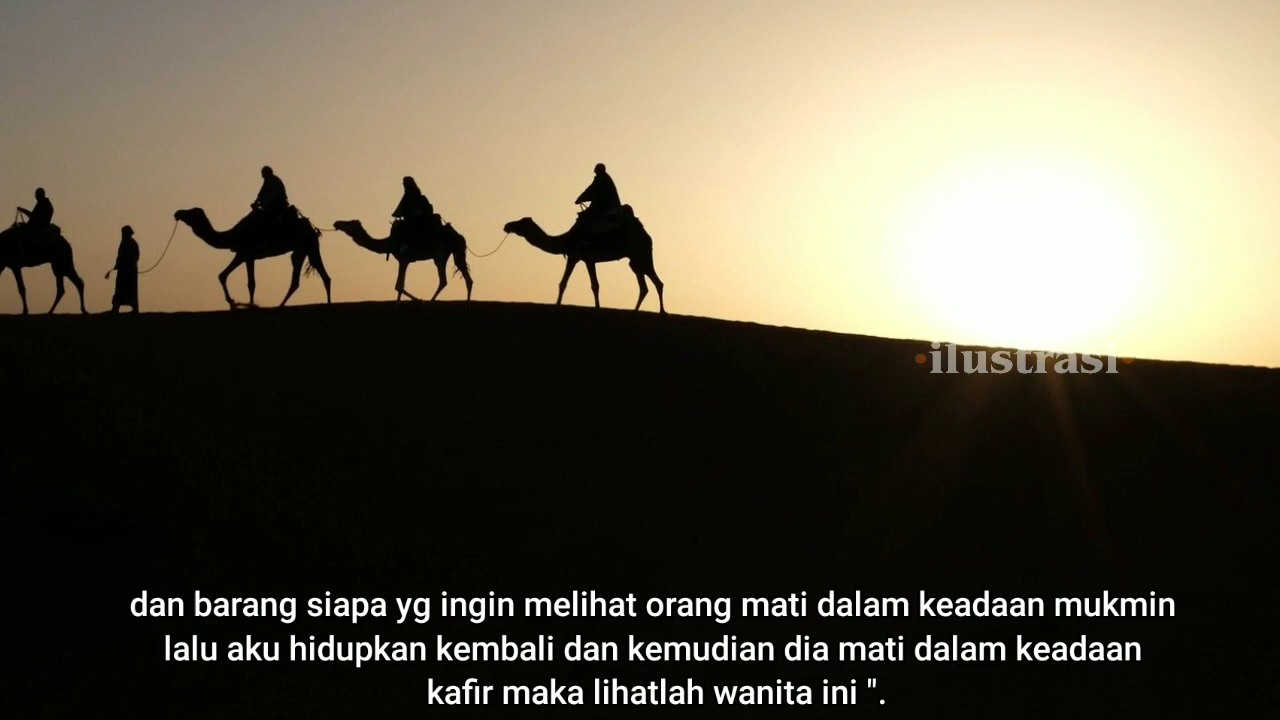 •ilustrasi•
dan barang siapa yg ingin melihat orang mati dalam keadaan mukmin
lalu aku hidupkan kembali dan kemudian dia mati dalam keadaan
kafir maka lihatlah wanita ini ".